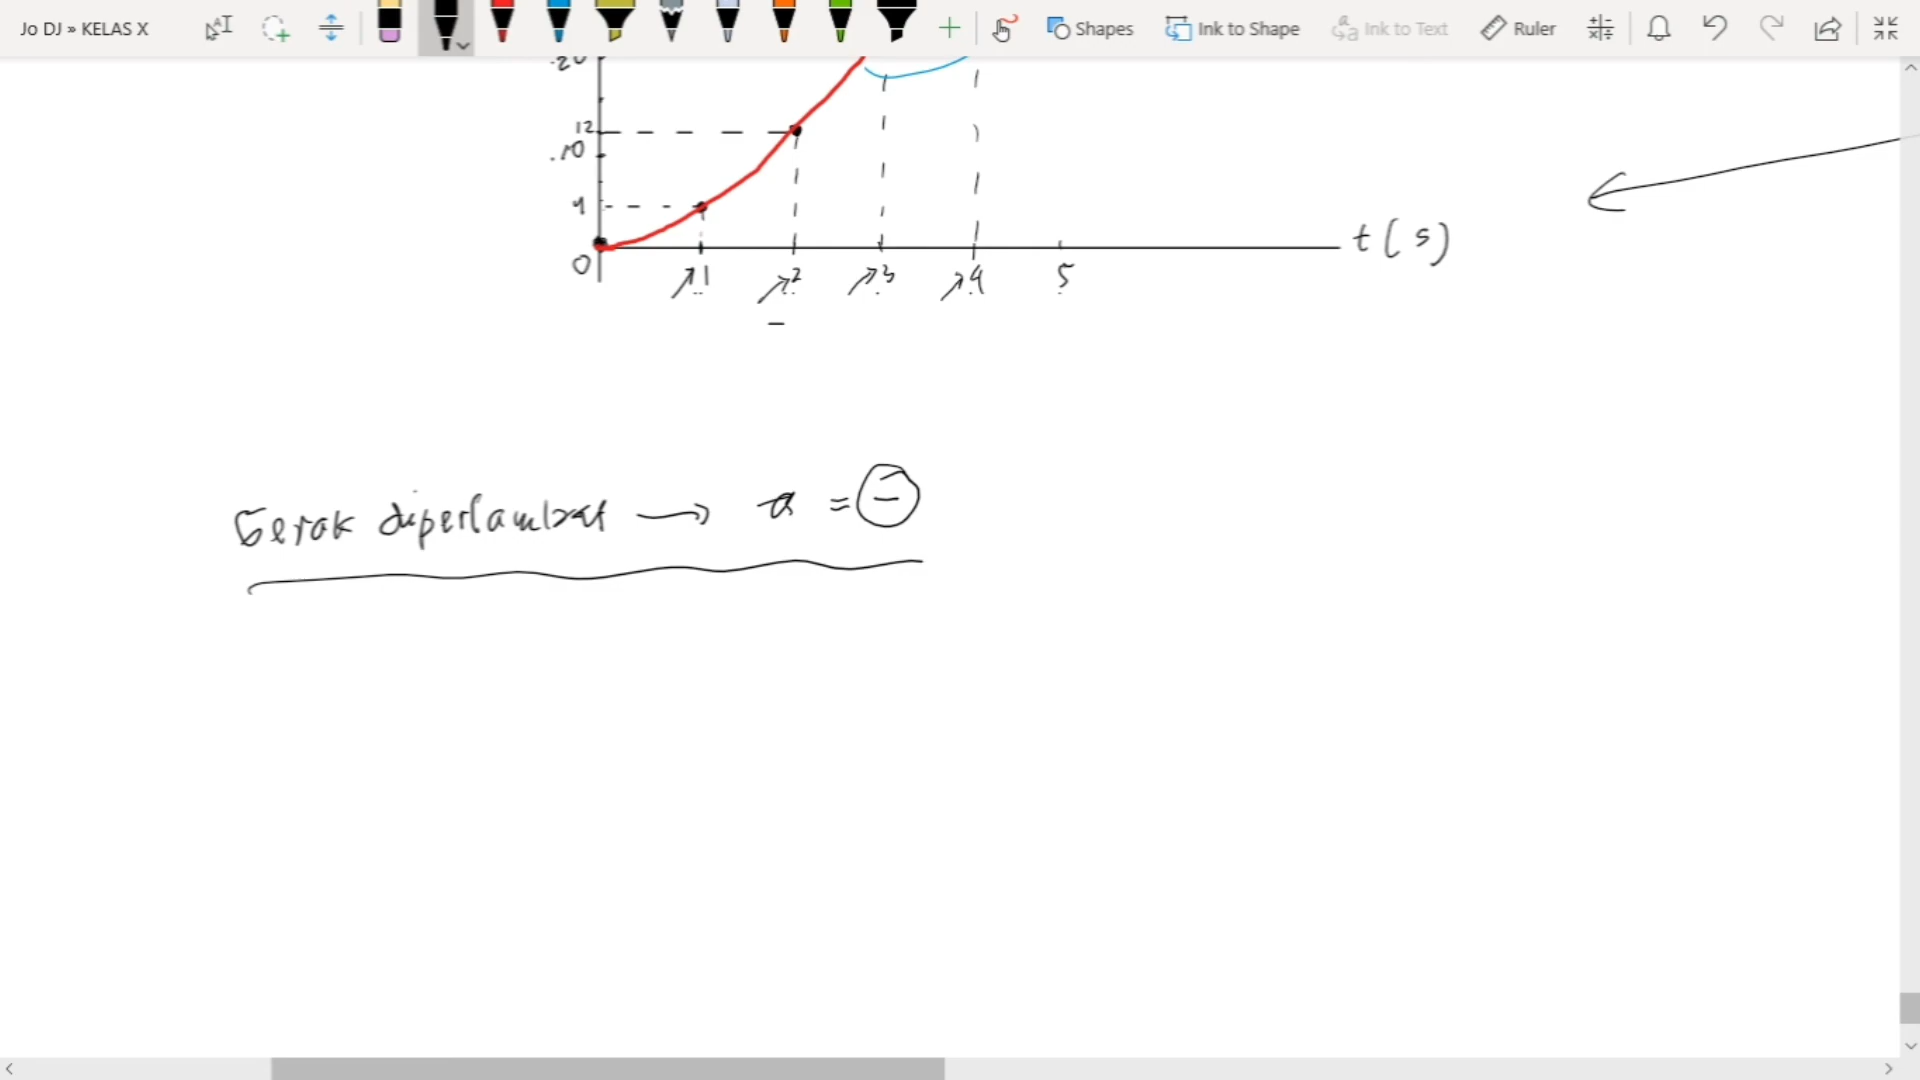 Jo DJ » KELAS X
Shapes
Ink to Shape
Ink to Text
Ruler
20
12
10
4
0
1 2 3 4 5
t (s)
Gerak diperlambat → a = -